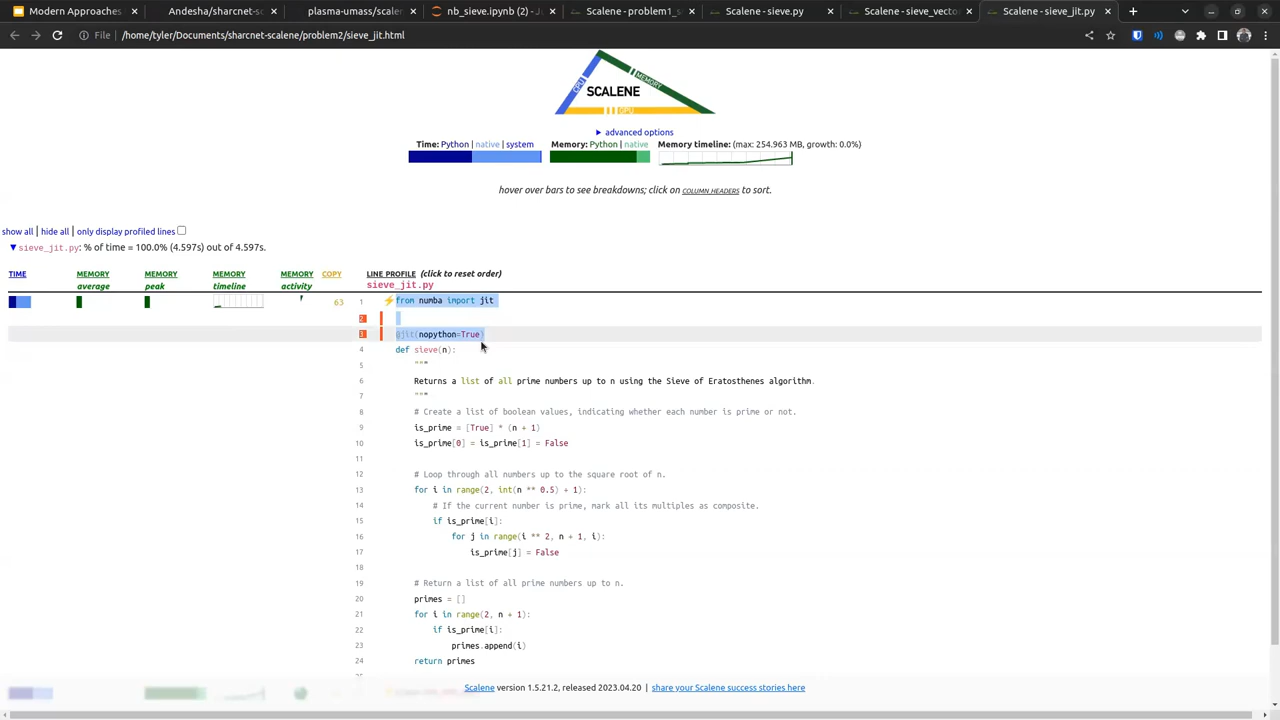 Modern Approaches
Andesha/sharcnet-sc
plasma-umass/scalen
nb_sieve.ipynb (2) - Ju
Scalene - problem1_s
Scalene - sieve.py
Scalene - sieve_vecto
Scalene - sieve_jit.py
File | /home/tyler/Documents/sharcnet-scalene/problem2/sieve_jit.html
CPU
MEMORY
SCALENE
GPU
▶ advanced options
Time: Python | native | system
Memory: Python | native
Memory timeline: (max: 254.963 MB, growth: 0.0%)
hover over bars to see breakdowns; click on COLUMN HEADERS to sort.
show all | hide all | only display profiled lines
▼sieve_jit.py: % of time = 100.0% (4.597s) out of 4.597s.
TIME MEMORY average MEMORY peak MEMORY timeline MEMORY activity COPY LINE PROFILE (click to reset order)
sieve_jit.py
63 1 ⚡from numba import jit
2
3 @jit(nopython=True)
4 def sieve(n):
5 """
6 Returns a list of all prime numbers up to n using the Sieve of Eratosthenes algorithm.
7 """
8 # Create a list of boolean values, indicating whether each number is prime or not.
9 is_prime = [True] * (n + 1)
10 is_prime[0] = is_prime[1] = False
11
12 # Loop through all numbers up to the square root of n.
13 for i in range(2, int(n ** 0.5) + 1):
14 # If the current number is prime, mark all its multiples as composite.
15 if is_prime[i]:
16 for j in range(i ** 2, n + 1, i):
17 is_prime[j] = False
18
19 # Return a list of all prime numbers up to n.
20 primes = []
21 for i in range(2, n + 1):
22 if is_prime[i]:
23 primes.append(i)
24 return primes
Scalene version 1.5.21.2, released 2023.04.20 | share your Scalene success stories here